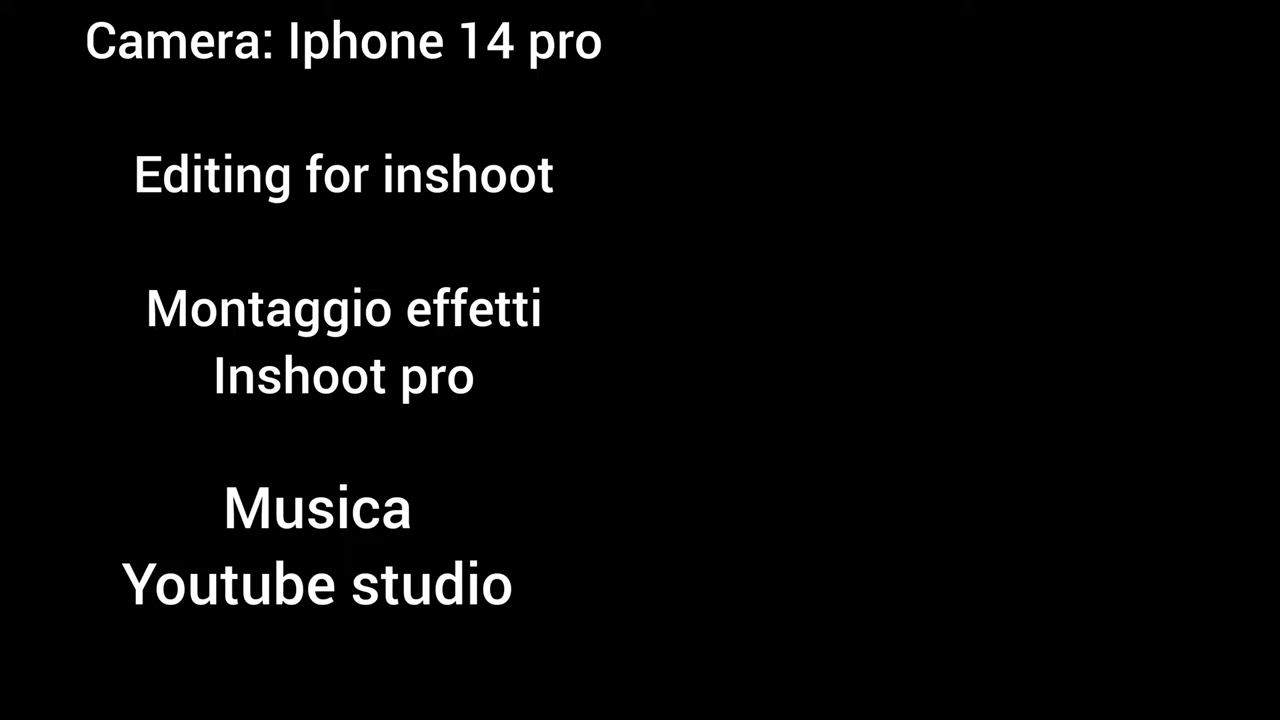 Camera: Iphone 14 pro
Editing for inshoot
Montaggio effetti
Inshoot pro
Musica
Youtube studio